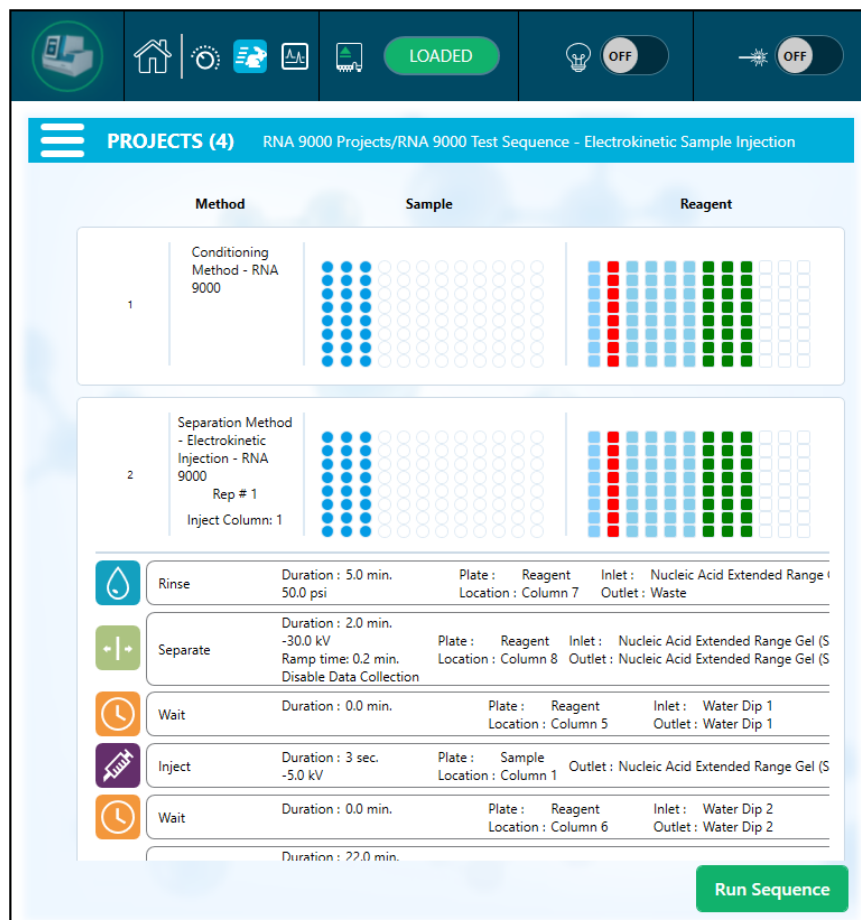 LOADED
OFF
OFF
PROJECTS (4) RNA 9000 Projects/RNA 9000 Test Sequence - Electrokinetic Sample Injection
Method Sample Reagent
1
Conditioning
Method - RNA
9000
2
Separation Method
- Electrokinetic
Injection - RNA
9000
Rep # 1
Inject Column: 1
Rinse
Duration : 5.0 min.
50.0 psi
Plate : Reagent
Location : Column 7
Inlet : Nucleic Acid Extended Range
Outlet : Waste
Separate
Duration : 2.0 min.
-30.0 kV
Ramp time: 0.2 min.
Disable Data Collection
Plate : Reagent
Location : Column 8
Inlet : Nucleic Acid Extended Range Gel (S
Outlet : Nucleic Acid Extended Range Gel (S
Wait
Duration : 0.0 min.
Plate : Reagent
Location : Column 5
Inlet : Water Dip 1
Outlet : Water Dip 1
Inject
Duration : 3 sec.
-5.0 kV
Plate : Sample
Location : Column 1
Outlet : Nucleic Acid Extended Range Gel (S
Wait
Duration : 0.0 min.
Plate : Reagent
Location : Column 6
Inlet : Water Dip 2
Outlet : Water Dip 2
Duration : 22.0 min.
Run Sequence